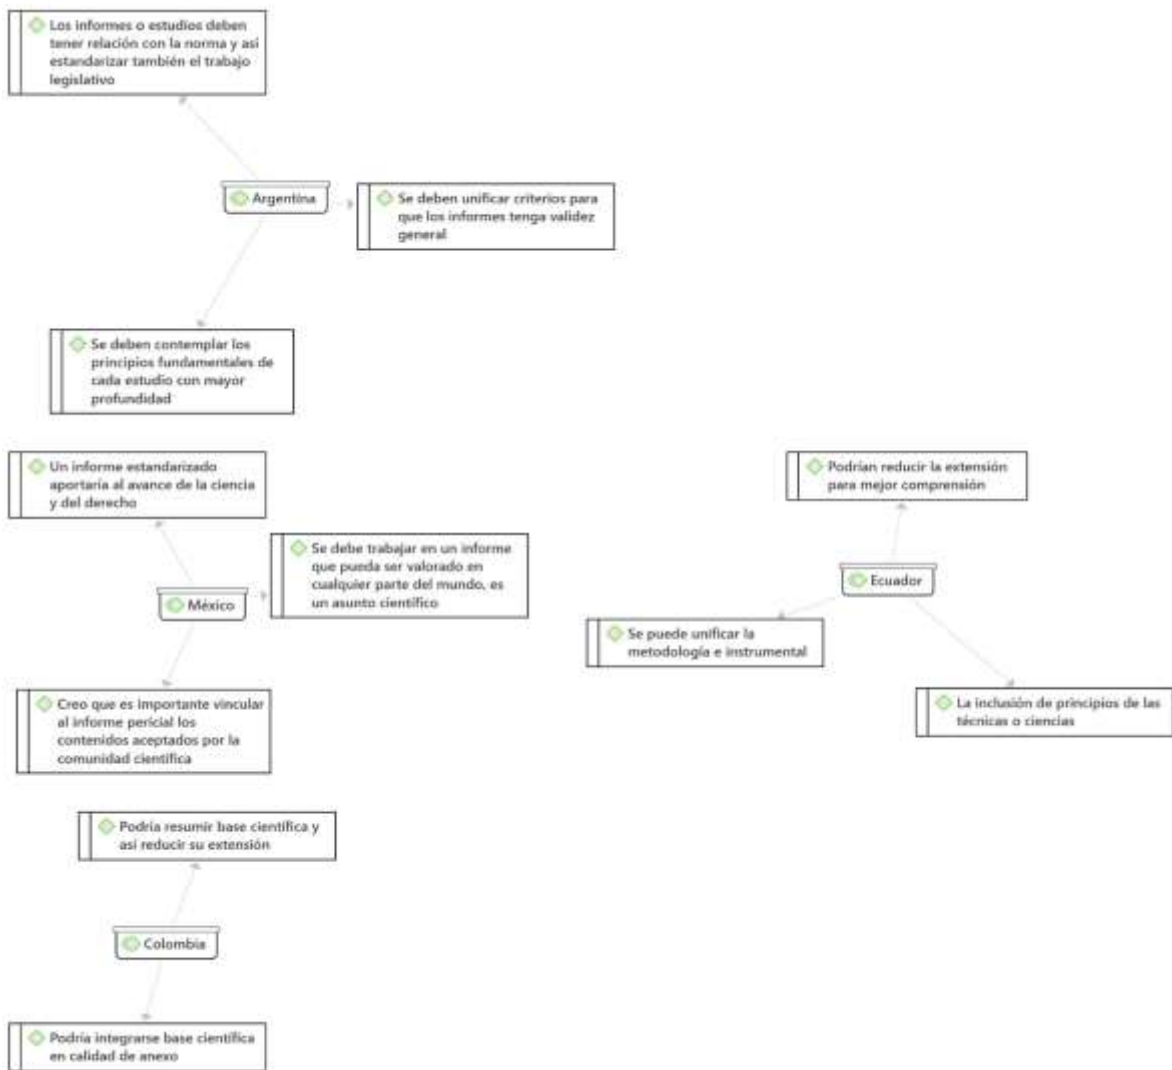 Los informes o estudios deben
tener relación con la norma y así
estandarizar también el trabajo
legislativo
Argentina
Se deben unificar criterios para
que los informes tenga validez
general
Se deben contemplar los
principios fundamentales de
cada estudio con mayor
profundidad
Un informe estandarizado
aportaría al avance de la ciencia
y del derecho
Se debe trabajar en un informe
que pueda ser valorado en
cualquier parte del mundo, es
un asunto científico
México
Creo que es importante vincular
al informe pericial los
contenidos aceptados por la
comunidad científica
Podrían reducir la extensión
para mejor comprensión
Ecuador
Se puede unificar la
metodología e instrumental
La inclusión de principios de las
técnicas o ciencias
Podría resumir base científica y
así reducir su extensión
Colombia
Podría integrarse base científica
en calidad de anexo